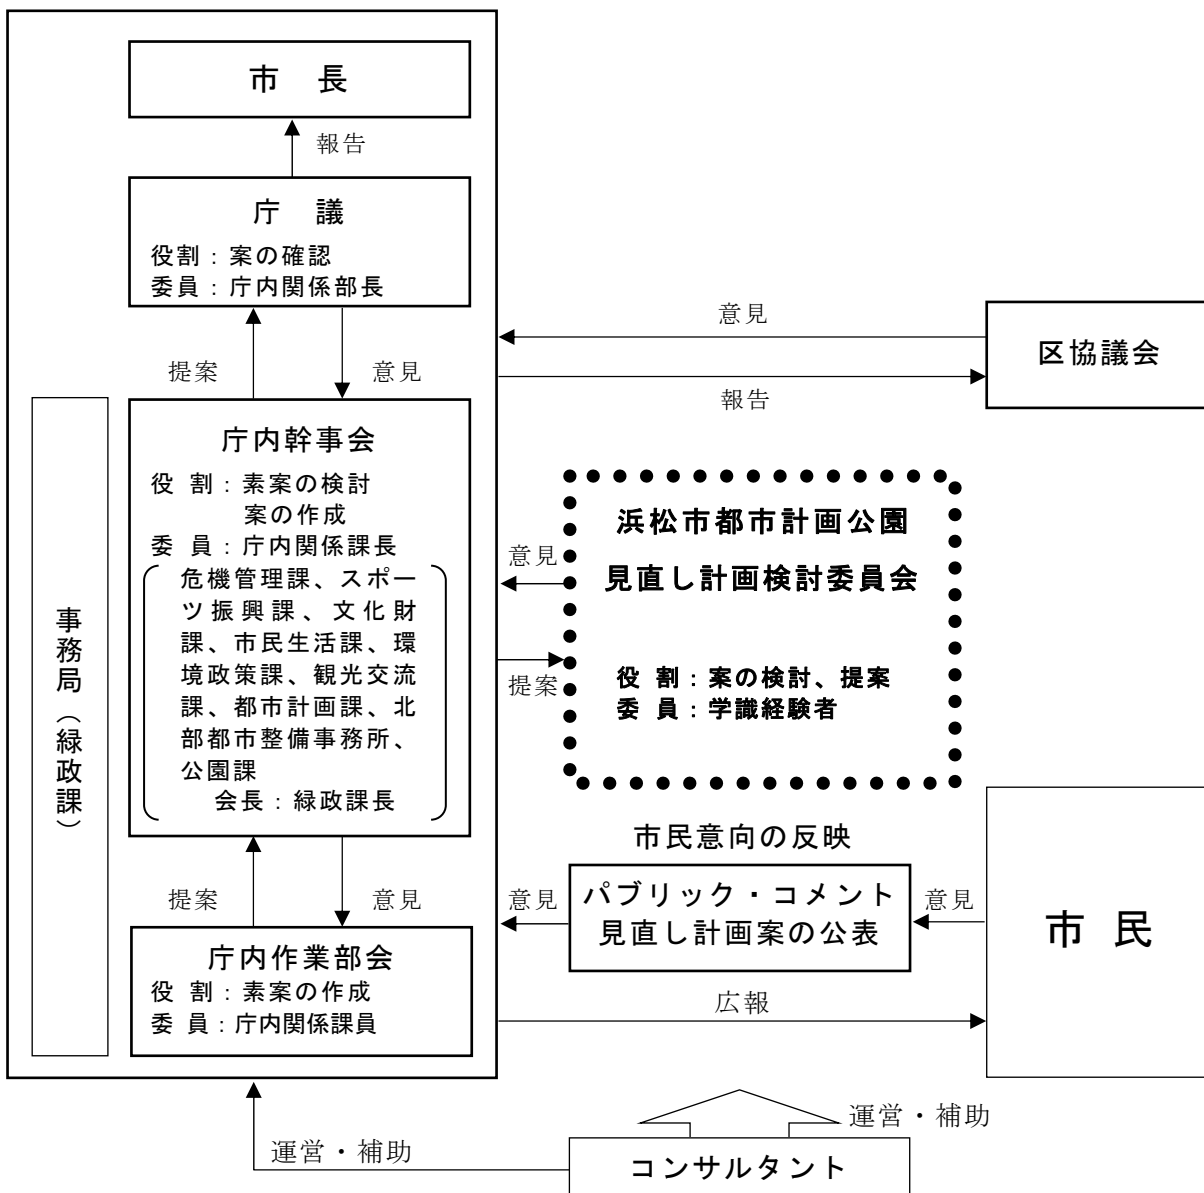 市 長
報告
庁 議
役割：案の確認
委員：庁内関係部長
提案
意見
庁内幹事会
役 割：素案の検討
案の作成
委 員：庁内関係課長
危機管理課、スポー
ツ振興課、文化財
課、市民生活課、環
境政策課、観光交流
課、都市計画課、北
部都市整備事務所、
公園課
会長：緑政課長
提案
意見
庁内作業部会
役 割：素案の作成
委 員：庁内関係課員
事務局（緑政課）
意見
報告
区協議会
意見
提案
浜松市都市計画公園
見直し計画検討委員会
役 割：案の検討、提案
委 員：学識経験者
市民意向の反映
意見
パブリック・コメント
見直し計画案の公表
意見
市 民
広報
運営・補助
運営・補助
コンサルタント